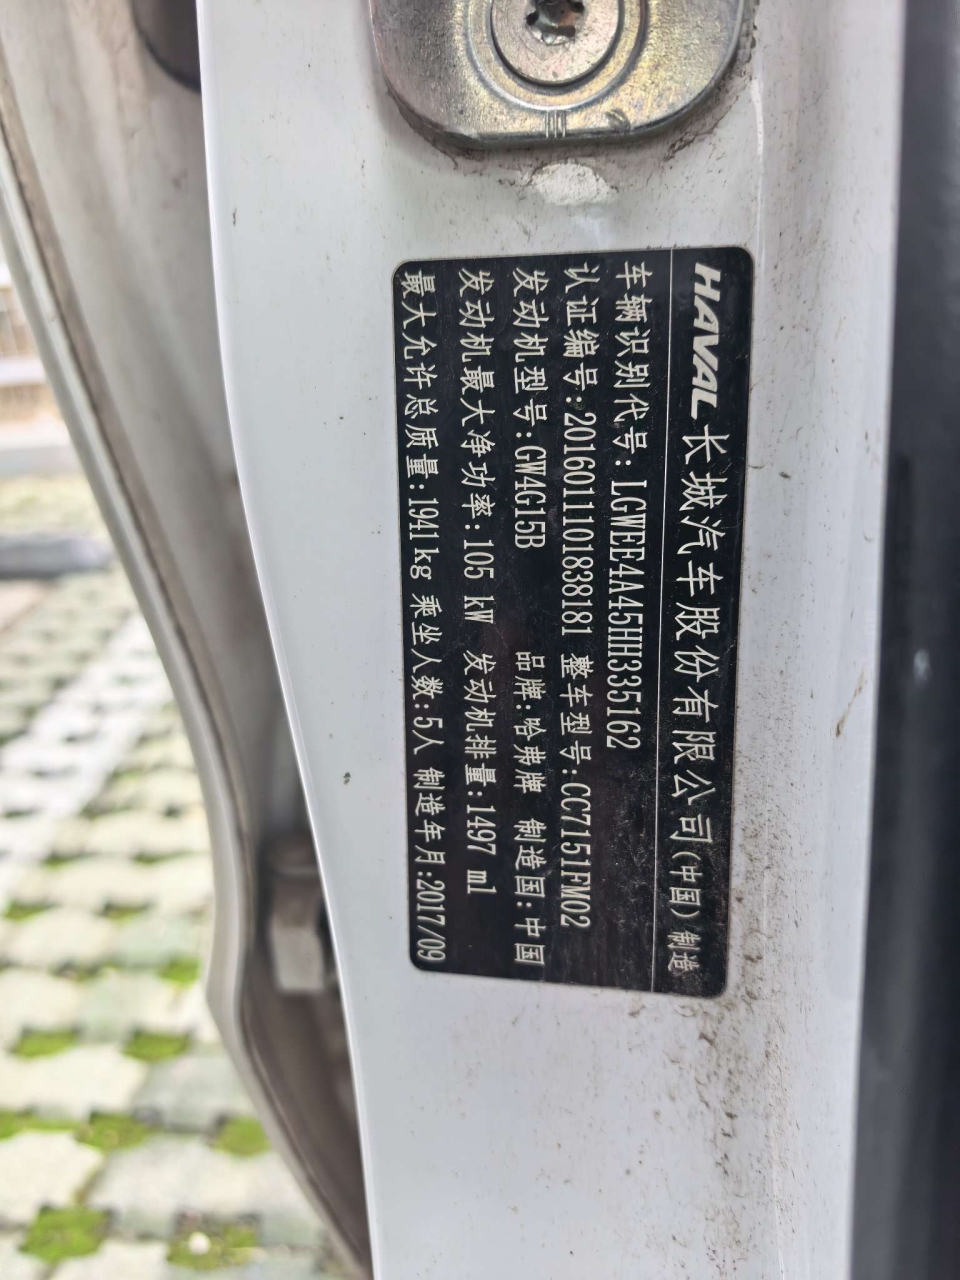 HAVAL 长城汽车股份有限公司(中国)制造
车辆识别代号:LGWEE4A45HH335162
认证编号:2016011101838181 整车型号:CC7151FM02
发动机型号:GW4G15B 品牌:哈弗牌 制造国:中国
发动机最大净功率:105 kW 发动机排量:1497 ml
最大允许总质量:1941kg 乘坐人数:5人 制造年月:2017/09